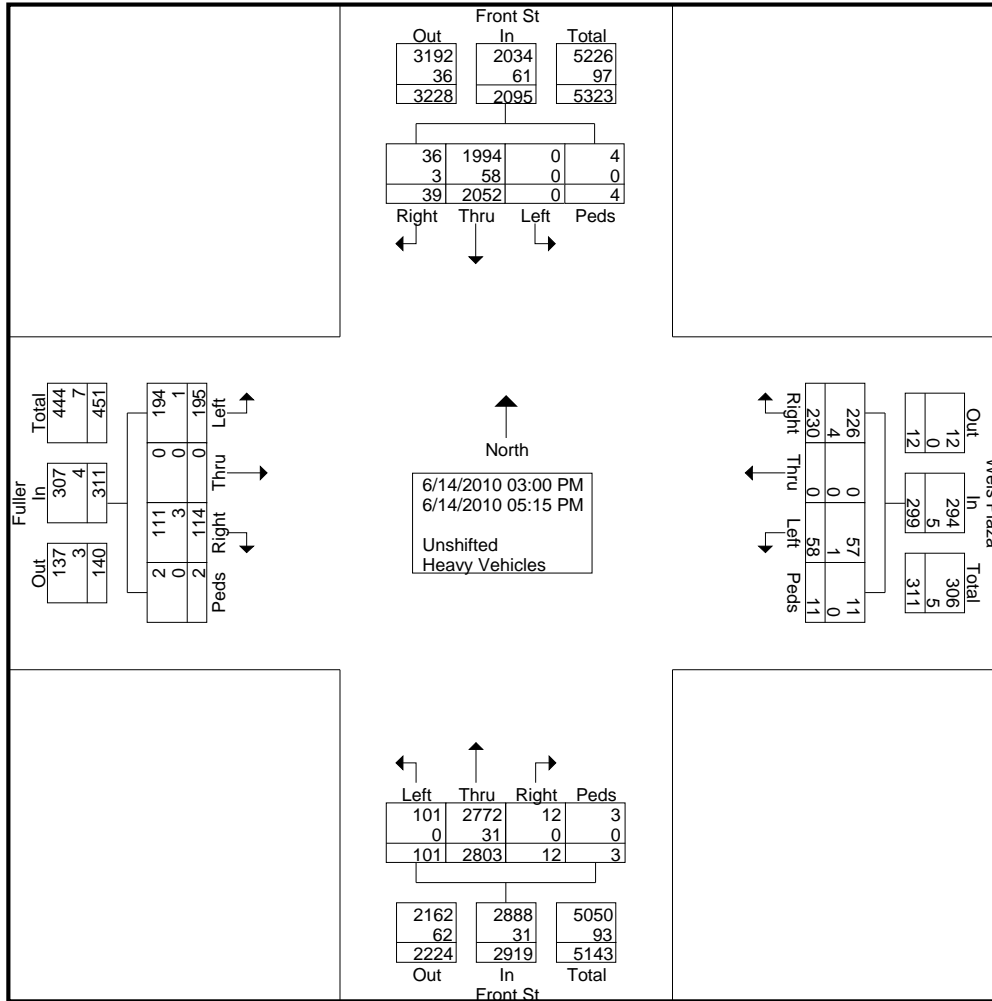 Front St
Out In Total
3192 2034 5226
36 61 97
3228 2095 5323
36 1994 0 4
3 58 0 0
39 2052 0 4
Right Thru Left Peds
Fuller
Total In Out
444 307 137
7 4 3
451 311 140
194 0 111 2
1 0 3 0
195 0 114 2
Left Thru Right Peds
North
6/14/2010 03:00 PM
6/14/2010 05:15 PM
Unshifted
Heavy Vehicles
Weis Plaza
Out In Total
12 294 306
0 5 5
12 299 311
226 0 57 11
4 0 1 0
230 0 58 11
Right Thru Left Peds
Left Thru Right Peds
101 2772 12 3
0 31 0 0
101 2803 12 3
2162 2888 5050
62 31 93
2224 2919 5143
Out In Total
Front St